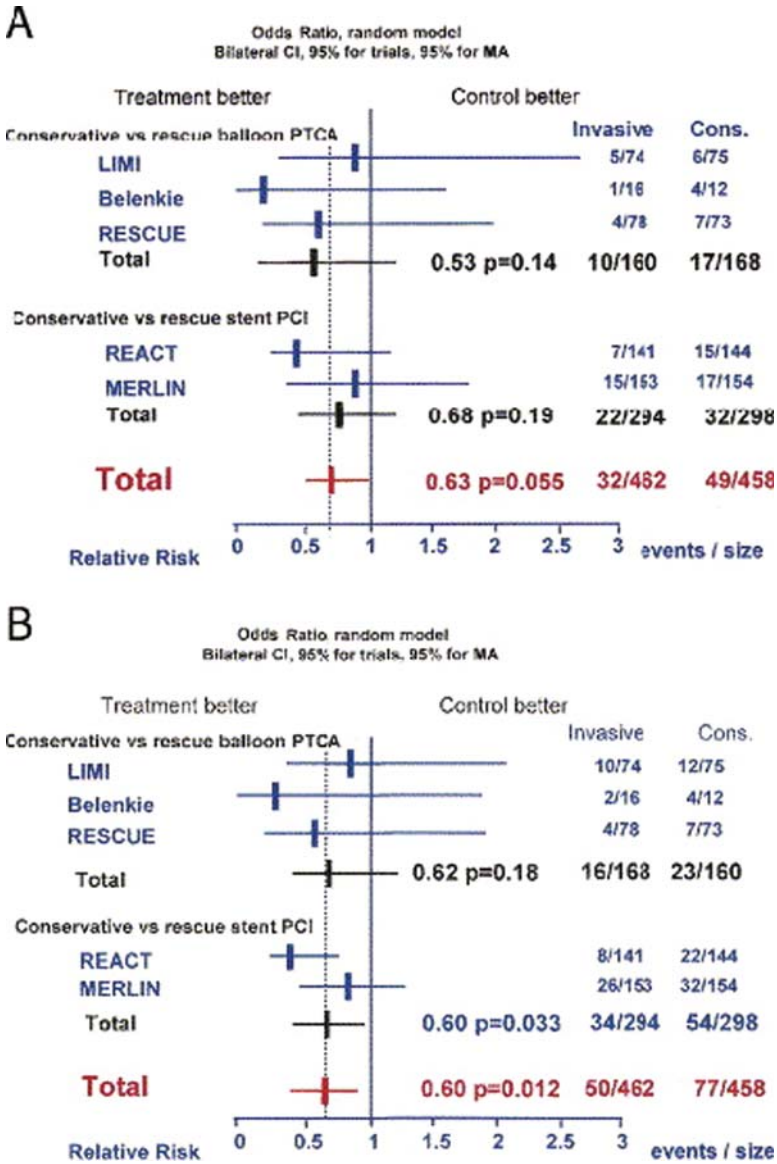 A
Odds Ratio, random model
Bilateral CI, 95% for trials, 95% for MA
Treatment better Control better
Conservative vs rescue balloon PTCA Invasive Cons.
LIMI 5/74 6/75
Belenkie 1/16 4/12
RESCUE 4/78 7/73
Total 0.53 p=0.14 10/160 17/168
Conservative vs rescue stent PCI
REACT 7/141 15/144
MERLIN 15/153 17/154
Total 0.68 p=0.19 22/294 32/298
Total 0.63 p=0.055 32/462 49/458
0 0.5 1 1.5 2 2.5 3
Relative Risk events / size
B
Odds Ratio, random model
Bilateral CI, 95% for trials, 95% for MA
Treatment better Control better
Conservative vs rescue balloon PTCA Invasive Cons.
LIMI 10/74 12/75
Belenkie 2/16 4/12
RESCUE 4/78 7/73
Total 0.62 p=0.18 16/168 23/160
Conservative vs rescue stent PCI
REACT 8/141 22/144
MERLIN 26/153 32/154
Total 0.60 p=0.033 34/294 54/298
Total 0.60 p=0.012 50/462 77/458
0 0.5 1 1.5 2 2.5 3
Relative Risk events / size